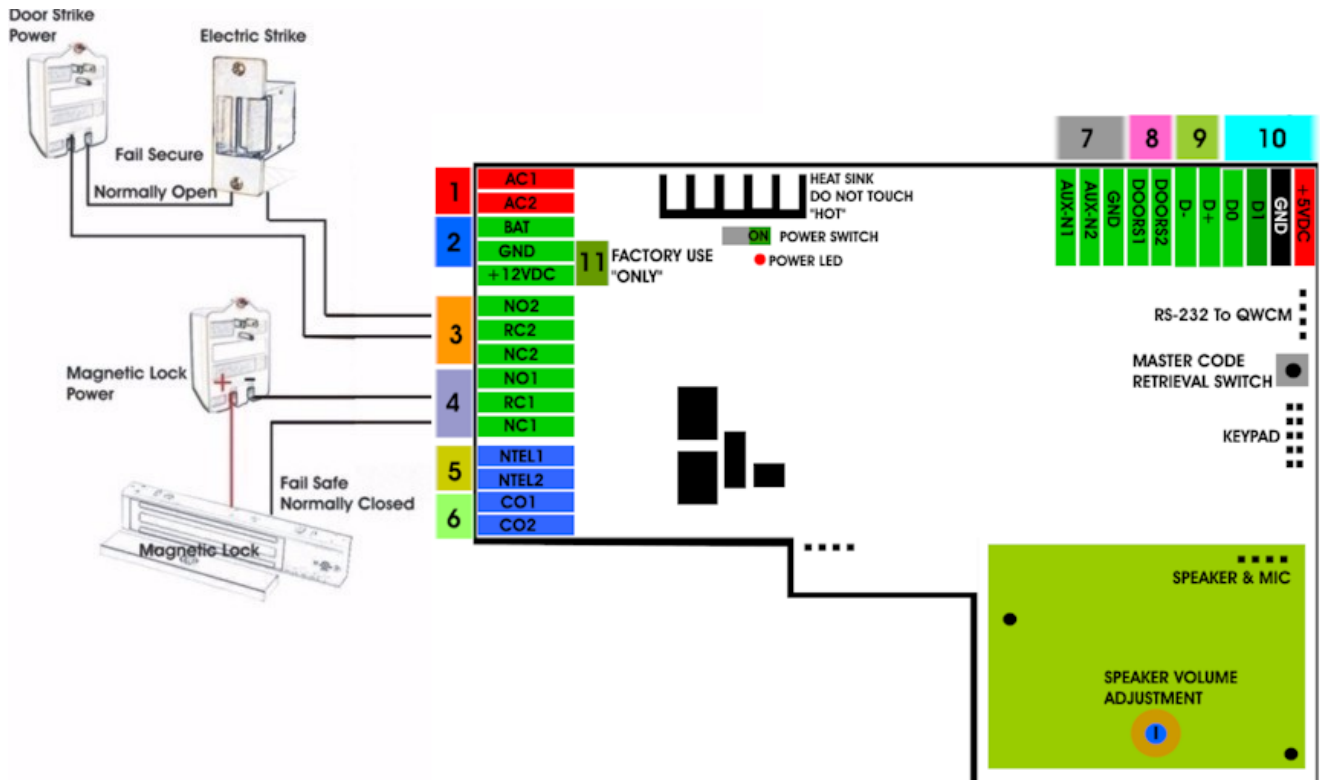 Door Strike
Power
Electric Strike
Fail Secure
Normally Open
Magnetic Lock
Power
+
-
Fail Safe
Normally Closed
Magnetic Lock
1
2
3
4
5
6
AC1
AC2
BAT
GND
+12VDC
NO2
RC2
NC2
NO1
RC1
NC1
NTEL1
NTEL2
CO1
CO2
11
FACTORY USE
"ONLY"
HEAT SINK
DO NOT TOUCH
"HOT"
ON
POWER SWITCH
POWER LED
7
8
9
10
AUX-N1
AUX-N2
GND
DOORS1
DOORS2
D-
D+
D0
D1
GND
+5VDC
RS-232 To QWCM
MASTER CODE
RETRIEVAL SWITCH
KEYPAD
SPEAKER & MIC
SPEAKER VOLUME
ADJUSTMENT